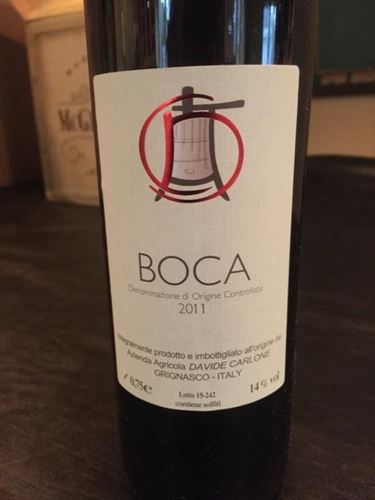 BOCA
Denominazione di Origine Controllata
2011
integralmente prodotto e imbottigliato all'origine da
Azienda Agricola DAVIDE CARLONE
GRIGNASCO - ITALY
0,75 e
14% vol
Lotto 15-242
contiene solfiti